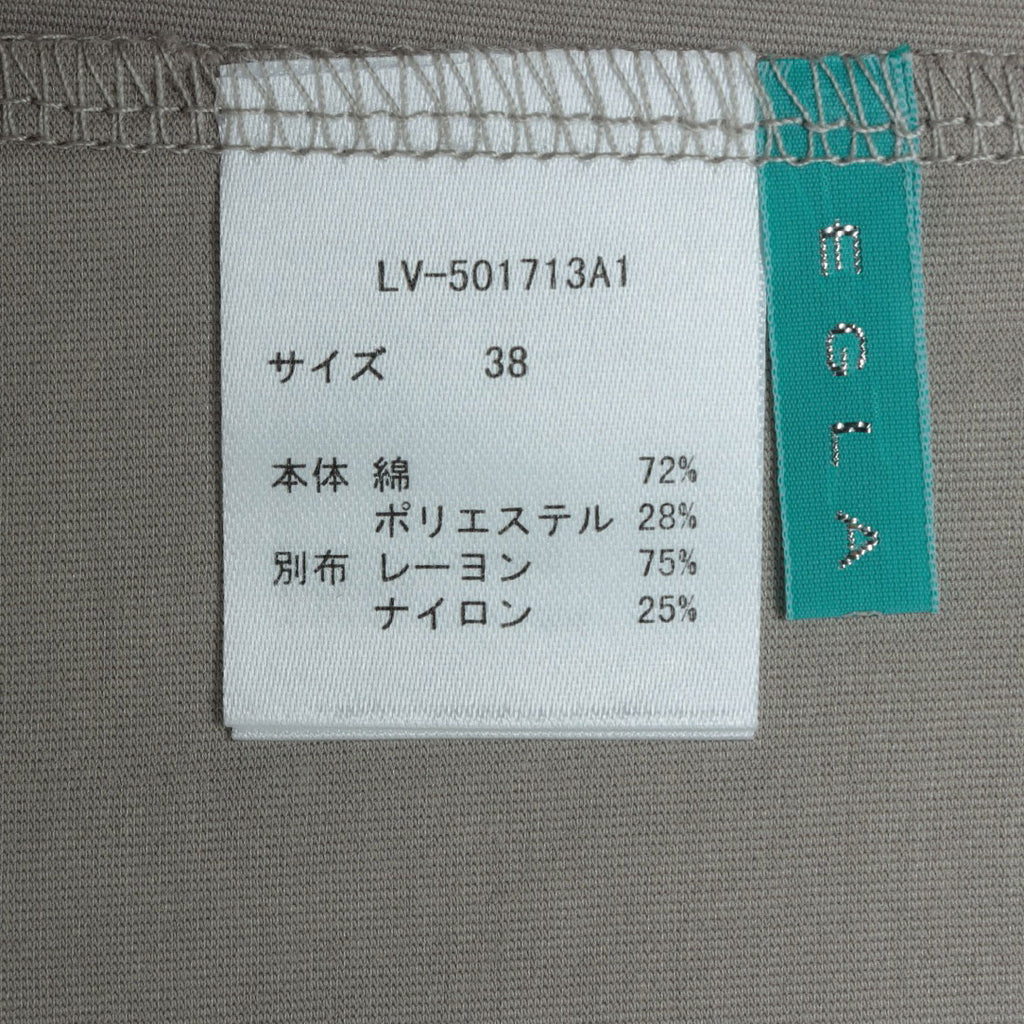 LV-501713A1
サイズ 38
本体 綿 72%
ポリエステル 28%
別布 レーヨン 75%
ナイロン 25%
EGLA